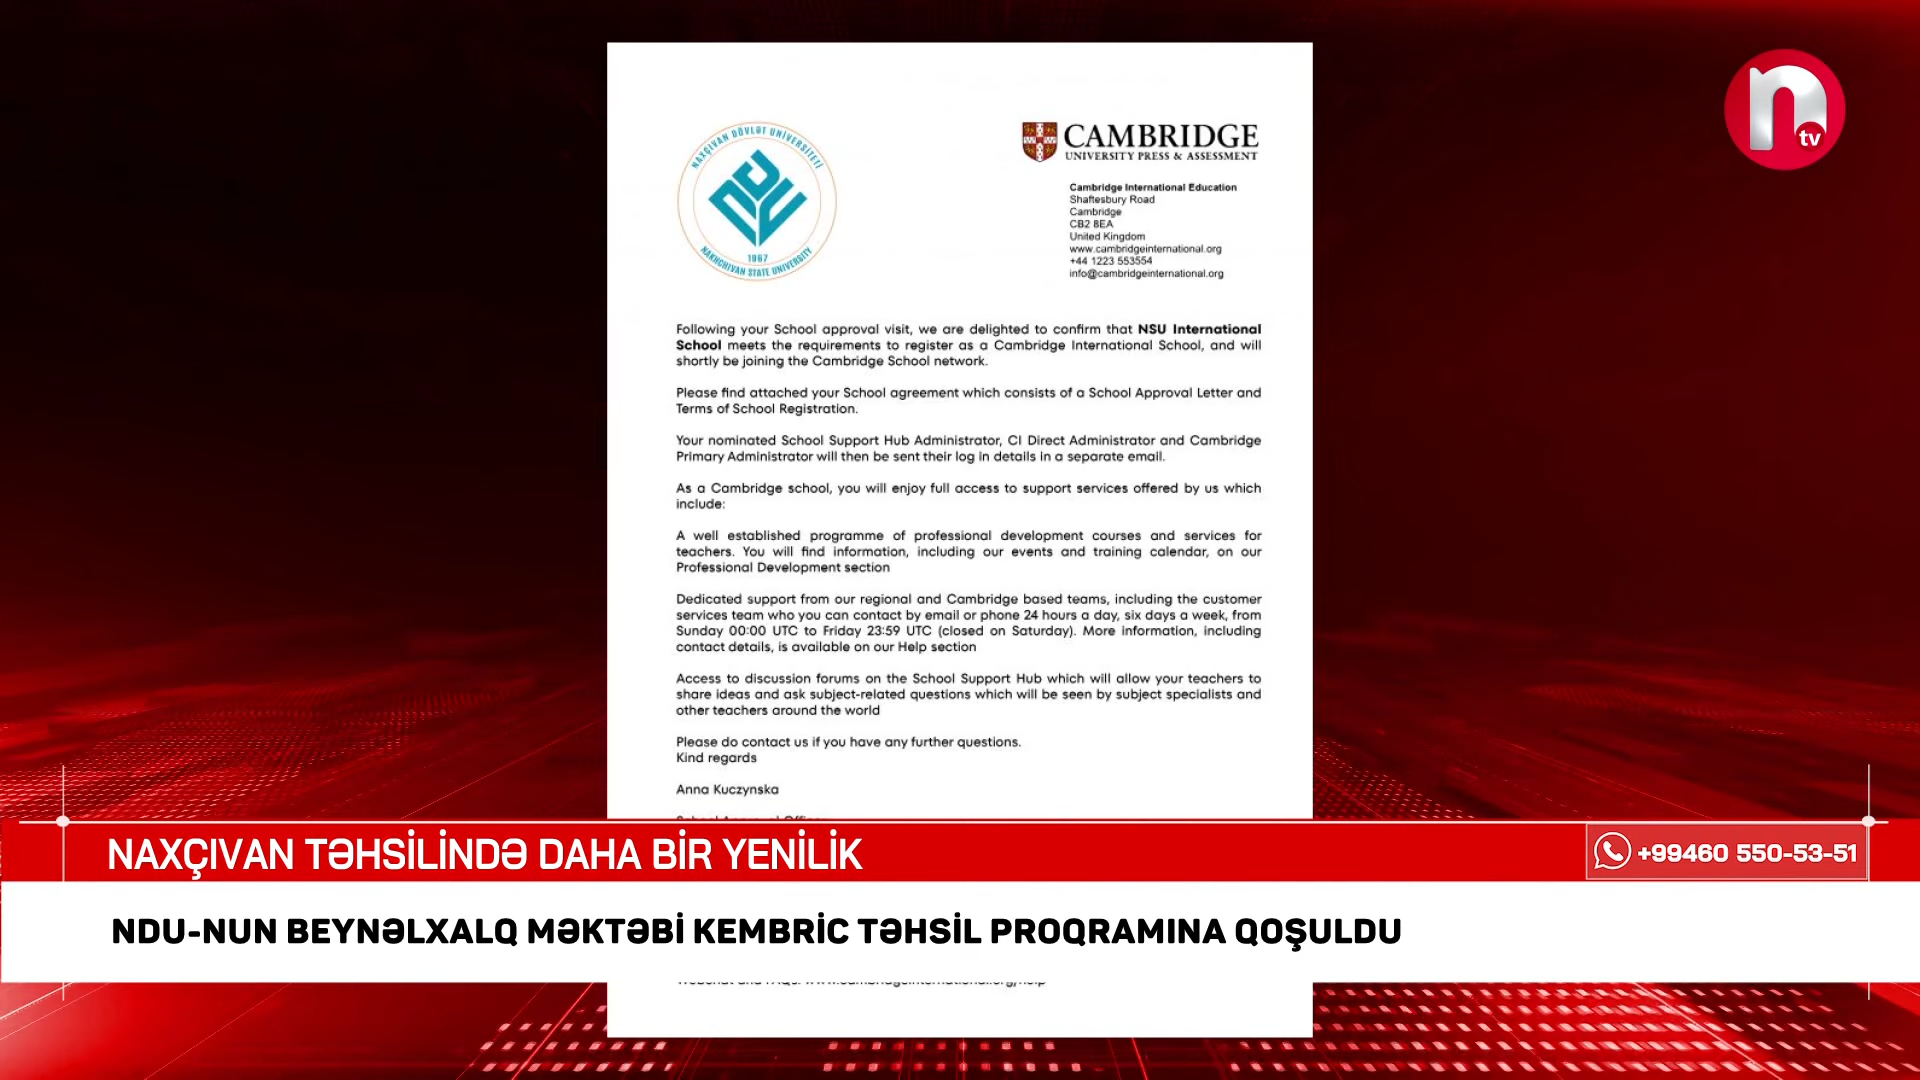 NAXÇIVAN DÖVLƏT UNİVERSİTETİ
1967
NAKHCHIVAN STATE UNIVERSITY
CAMBRIDGE
UNIVERSITY PRESS & ASSESSMENT
n
tv
Cambridge International Education
Shaftesbury Road
Cambridge
CB2 8EA
United Kingdom
www.cambridgeinternational.org
+44 1223 553554
info@cambridgeinternational.org
Following your School approval visit, we are delighted to confirm that NSU International
School meets the requirements to register as a Cambridge International School, and will
shortly be joining the Cambridge School network.
Please find attached your School agreement which consists of a School Approval Letter and
Terms of School Registration.
Your nominated School Support Hub Administrator, CI Direct Administrator and Cambridge
Primary Administrator will then be sent their log in details in a separate email.
As a Cambridge school, you will enjoy full access to support services offered by us which
include:
A well established programme of professional development courses and services for
teachers. You will find information, including our events and training calendar, on our
Professional Development section
Dedicated support from our regional and Cambridge based teams, including the customer
services team who you can contact by email or phone 24 hours a day, six days a week, from
Sunday 00:00 UTC to Friday 23:59 UTC (closed on Saturday). More information, including
contact details, is available on our Help section
Access to discussion forums on the School Support Hub which will allow your teachers to
share ideas and ask subject-related questions which will be seen by subject specialists and
other teachers around the world
Please do contact us if you have any further questions.
Kind regards
Anna Kuczynska
NAXÇIVAN TƏHSİLİNDƏ DAHA BİR YENİLİK
+99460 550-53-51
NDU-NUN BEYNƏLXALQ MƏKTƏBİ KEMBRİC TƏHSİL PROQRAMINA QOŞULDU